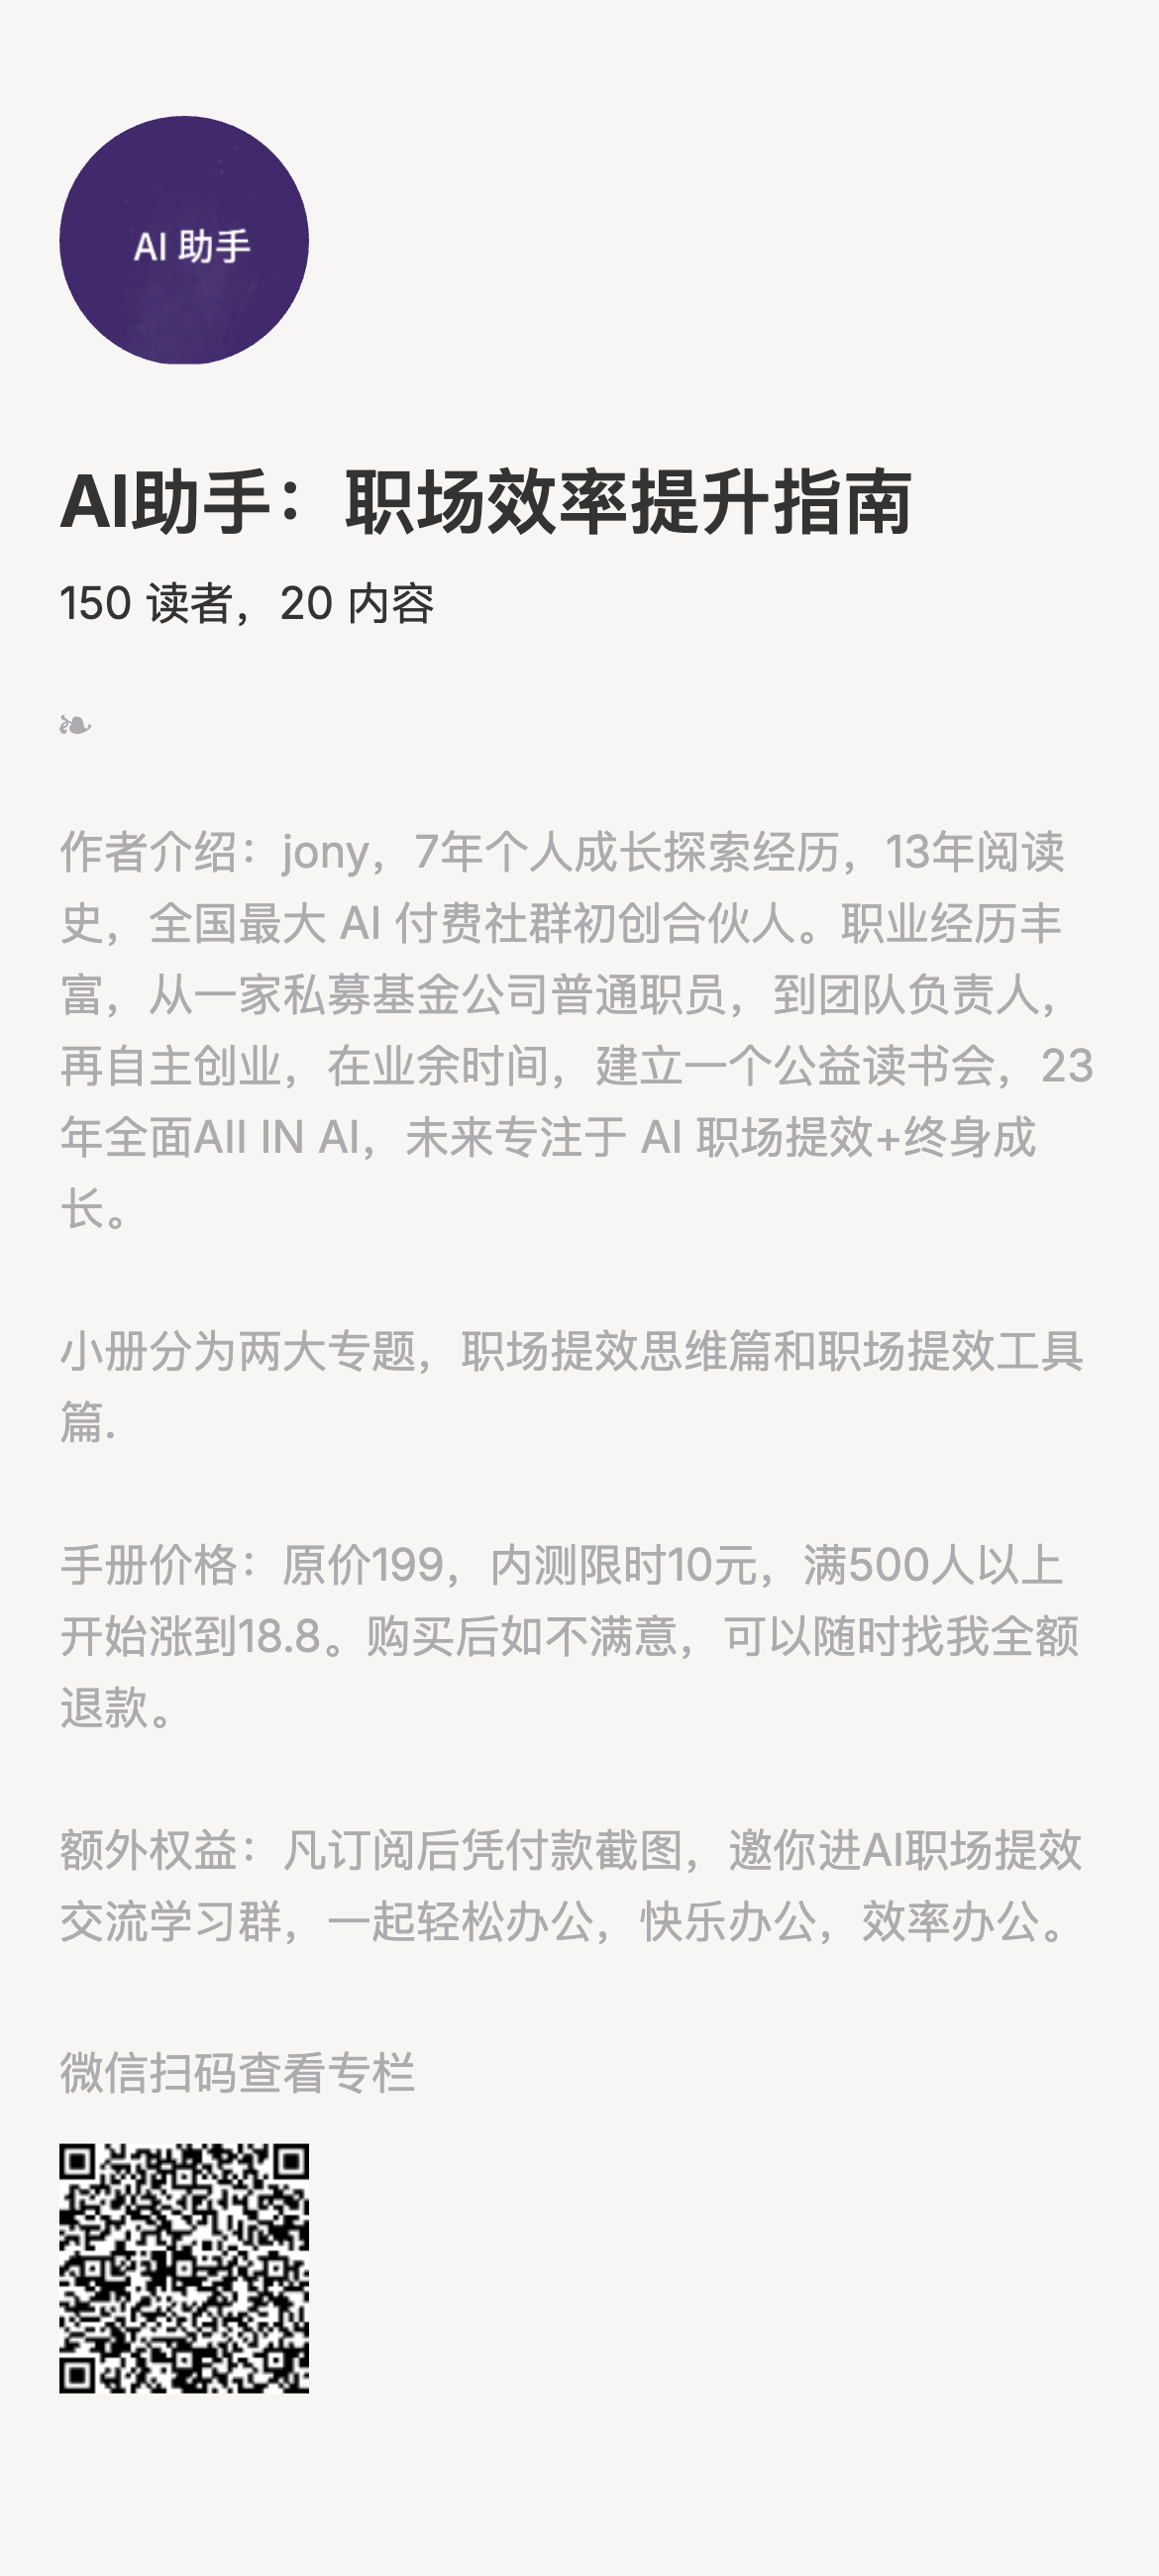 AI 助手
AI助手：职场效率提升指南
150 读者，20 内容
❧
作者介绍：jony，7年个人成长探索经历，13年阅读
史，全国最大 AI 付费社群初创合伙人。职业经历丰
富，从一家私募基金公司普通职员，到团队负责人，
再自主创业，在业余时间，建立一个公益读书会，23
年全面All IN AI，未来专注于 AI 职场提效+终身成
长。
小册分为两大专题，职场提效思维篇和职场提效工具
篇.
手册价格：原价199，内测限时10元，满500人以上
开始涨到18.8。购买后如不满意，可以随时找我全额
退款。
额外权益：凡订阅后凭付款截图，邀你进AI职场提效
交流学习群，一起轻松办公，快乐办公，效率办公。
微信扫码查看专栏